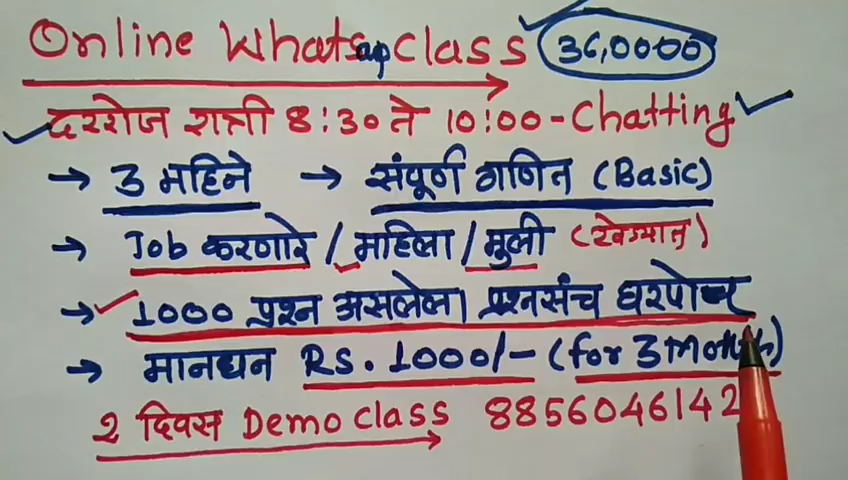 Online Whatsapp Class 36,0000
दररोज रात्री 8:30 ते 10:00 - Chatting
→ 3 महिने → संपूर्ण गणित (Basic)
→ Job करणारे / महिला / मुली (खेड्यात)
→ 1000 प्रश्न असलेला प्रश्नसंच घरपोच
→ मानधन RS. 1000/- (for 3 Month)
2 दिवस Demo class 8856046142